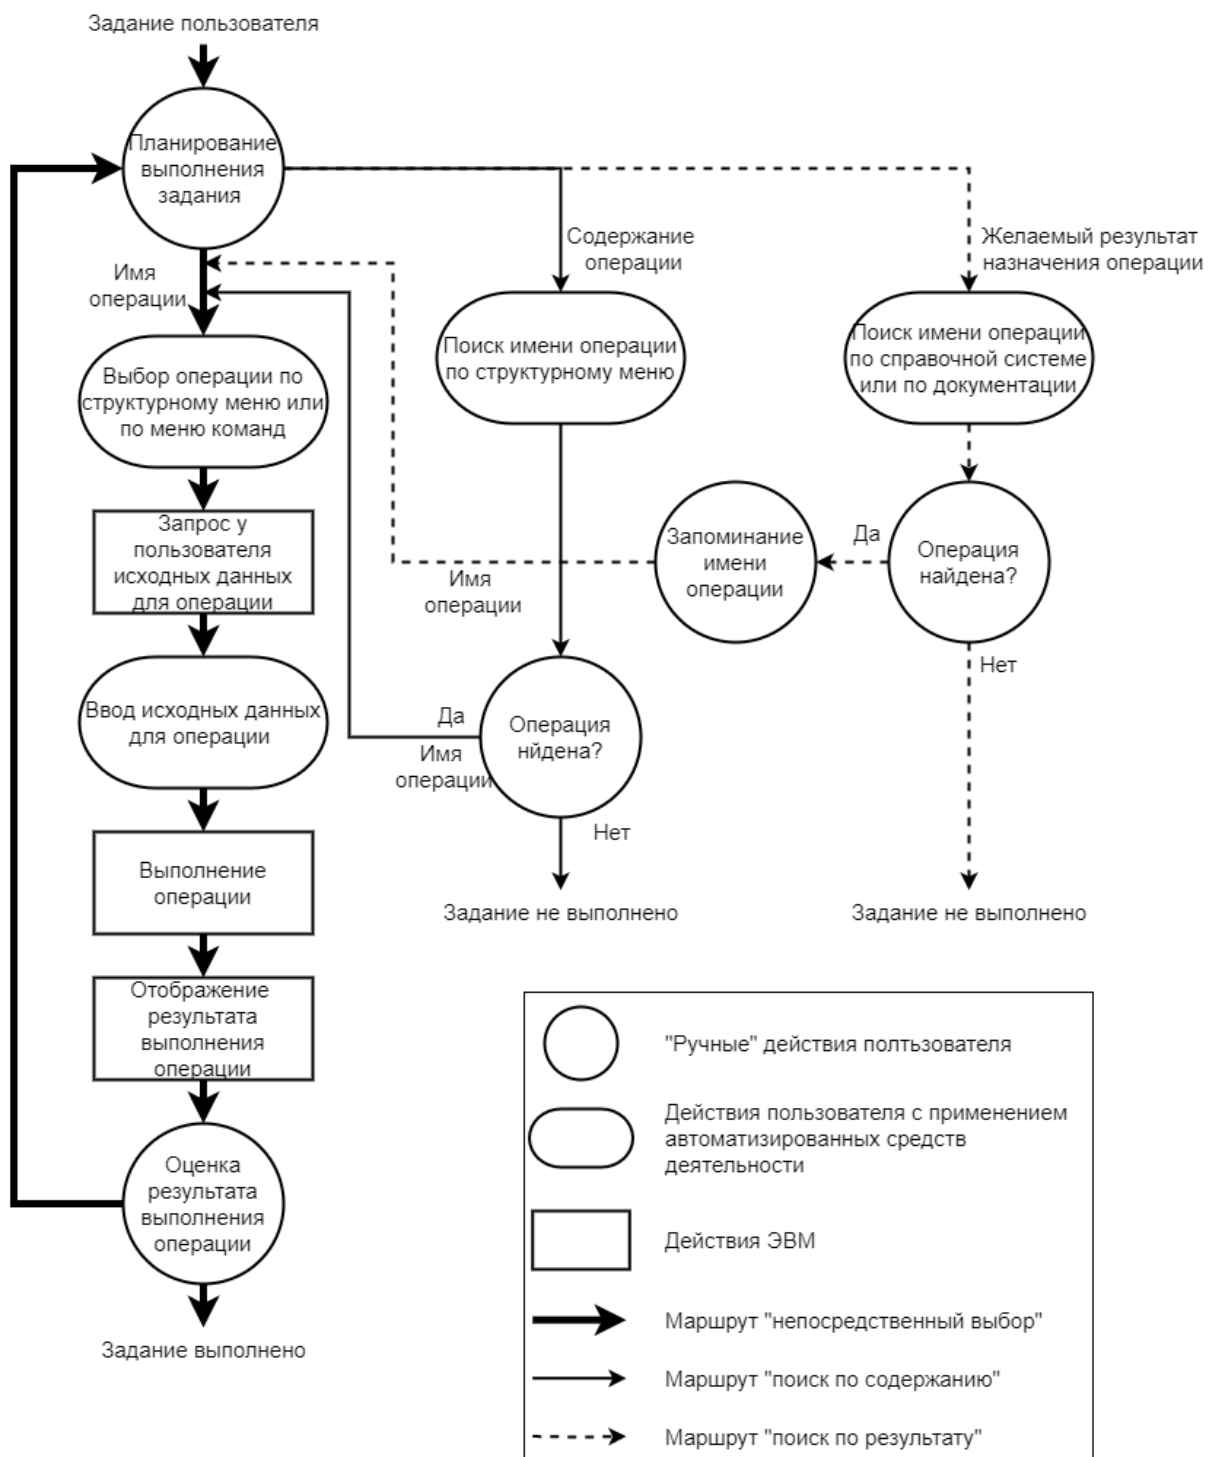 Задание пользователя
Планирование
выполнения
задания
Имя
операции
Содержание
операции
Желаемый результат
назначения операции
Выбор операции по
структурному меню или
по меню команд
Поиск имени операции
по структурному меню
Поиск имени операции
по справочной системе
или по документации
Запрос у
пользователя
исходных данных
для операции
Запоминание
имени
операции
Да
Операция
найдена?
Имя
операции
Нет
Ввод исходных данных
для операции
Да
Имя
операции
Операция
нйдена?
Нет
Выполнение
операции
Задание не выполнено
Задание не выполнено
Отображение
результата
выполнения
операции
Оценка
результата
выполнения
операции
Задание выполнено
"Ручные" действия полтьзователя
Действия пользователя с применением
автоматизированных средств
деятельности
Действия ЭВМ
Маршрут "непосредственный выбор"
Маршрут "поиск по содержанию"
Маршрут "поиск по результату"